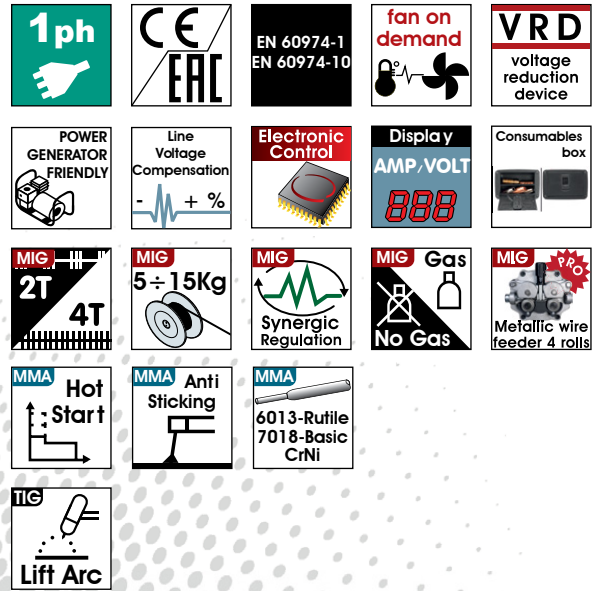 1ph
CE
EAC
EN 60974-1
EN 60974-10
fan on
demand
VRD
voltage
reduction
device
POWER
GENERATOR
FRIENDLY
Line
Voltage
Compensation
- + %
Electronic
Control
Display
AMP/VOLT
888
Consumables
box
MIG
2T
4T
MIG
5÷15Kg
MIG
Synergic
Regulation
MIG Gas
No Gas
MIG
PRO
Metallic wire
feeder 4 rolls
MMA
Hot
Start
MMA Anti
Sticking
MMA
6013-Rutile
7018-Basic
CrNi
TIG
Lift Arc